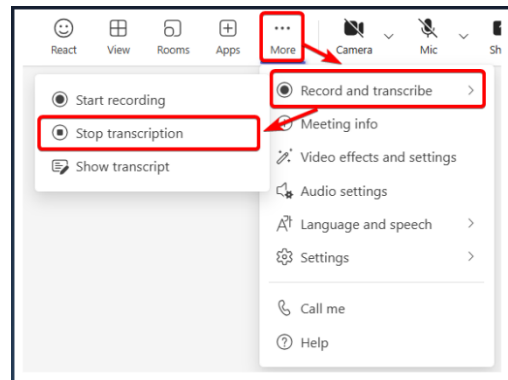 React View Rooms Apps More Camera Mic Sh
Record and transcribe
Start recording
Meeting info
Stop transcription
Video effects and settings
Show transcript
Audio settings
Language and speech
Settings
Call me
Help